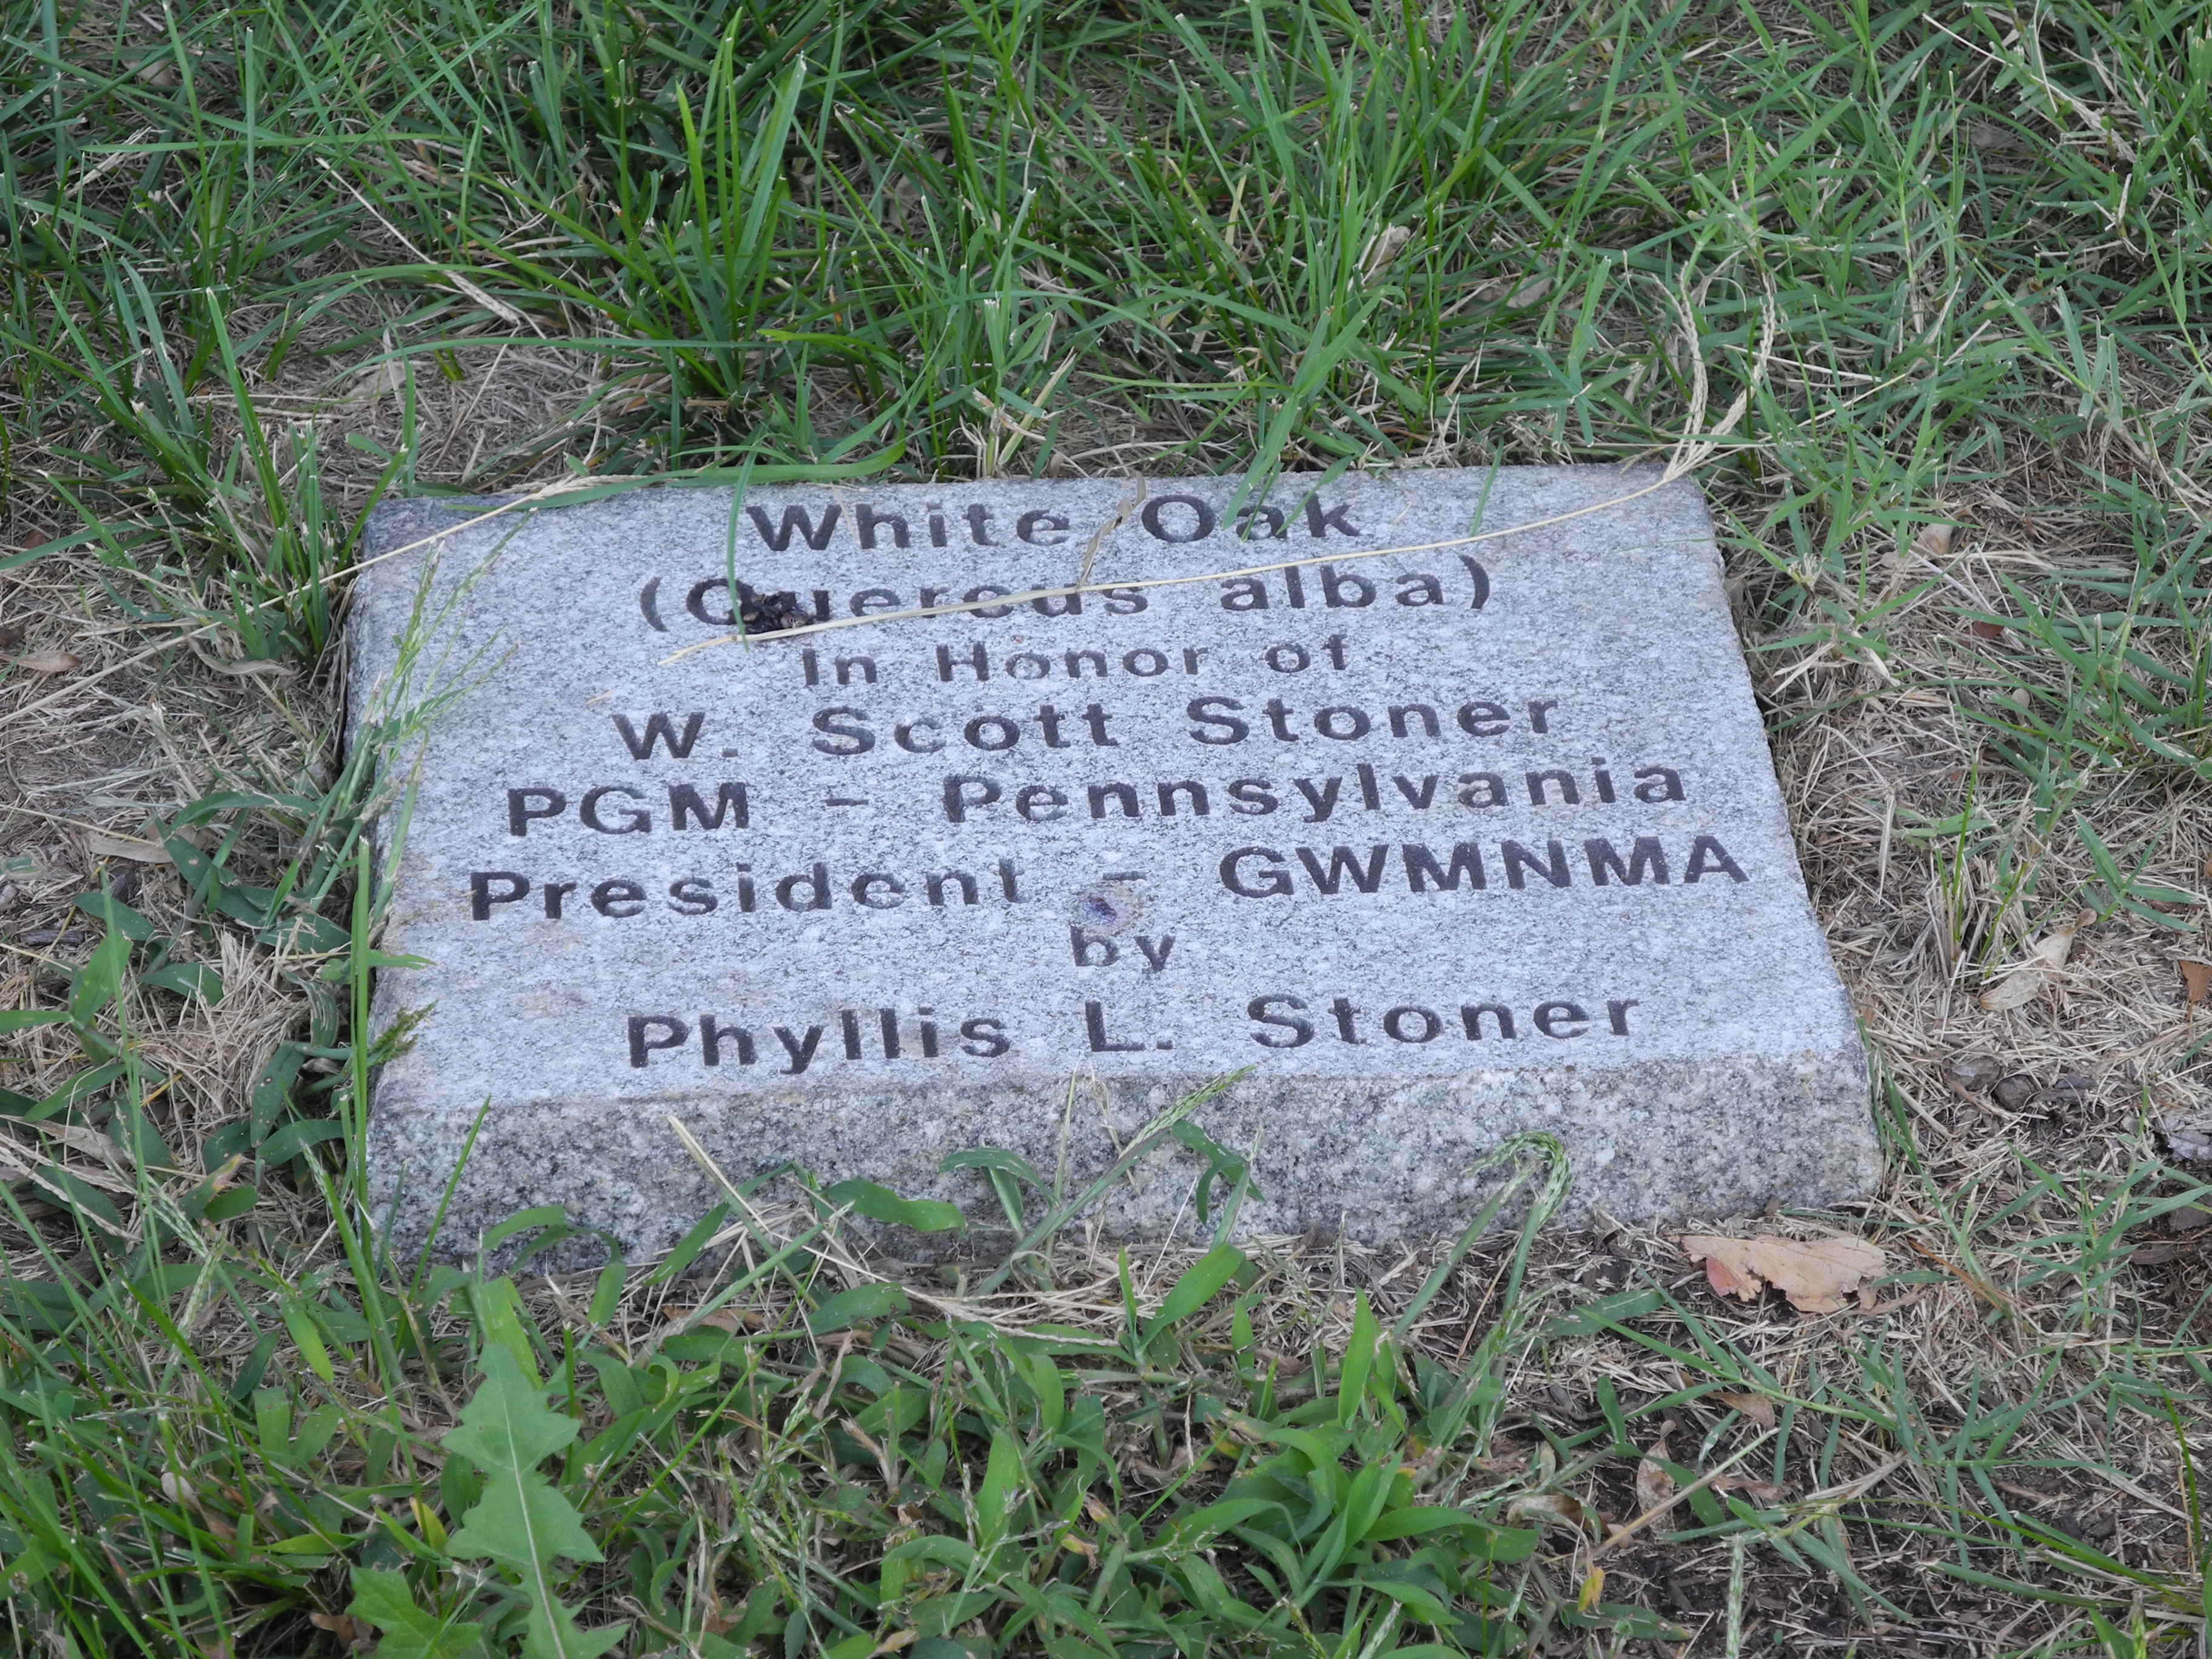 White Oak
(Quercus alba)
In Honor of
W. Scott Stoner
PGM - Pennsylvania
President - GWMNMA
by
Phyllis L. Stoner